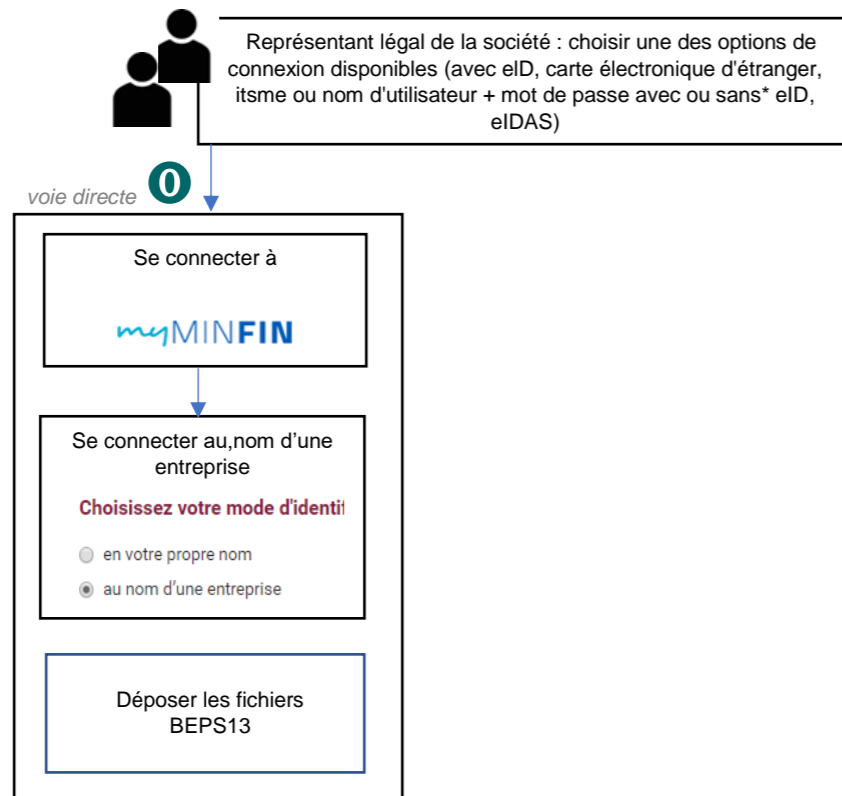 Représentant légal de la société : choisir une des options de
connexion disponibles (avec eID, carte électronique d'étranger,
itsme ou nom d'utilisateur + mot de passe avec ou sans* eID,
eIDAS)
voie directe
0
Se connecter à
myMINFIN
Se connecter au,nom d’une
entreprise
Choisissez votre mode d'identif
en votre propre nom
au nom d’une entreprise
Déposer les fichiers
BEPS13